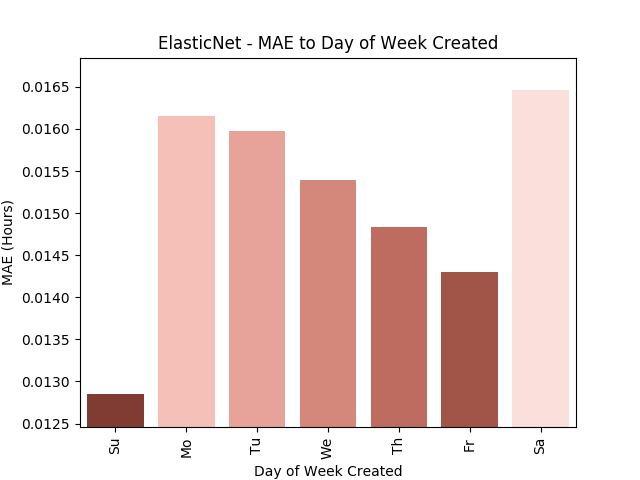 ElasticNet - MAE to Day of Week Created
MAE (Hours)
0.0165
0.0160
0.0155
0.0150
0.0145
0.0140
0.0135
0.0130
0.0125
Su
Mo
Tu
We
Th
Fr
Sa
Day of Week Created